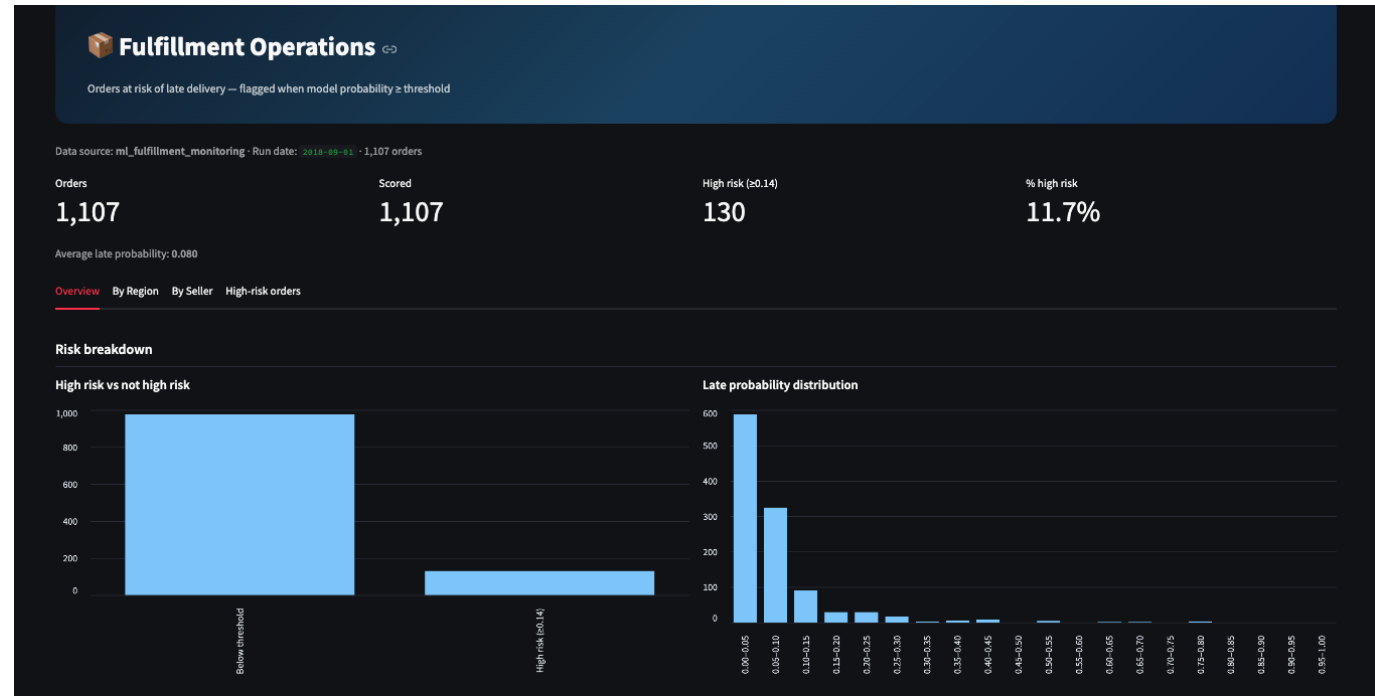 📦 Fulfillment Operations
Orders at risk of late delivery — flagged when model probability ≥ threshold
Data source: ml_fulfillment_monitoring · Run date: 2018-09-01 · 1,107 orders
Orders
1,107
Scored
1,107
High risk (≥0.14)
130
% high risk
11.7%
Average late probability: 0.080
Overview By Region By Seller High-risk orders
Risk breakdown
High risk vs not high risk
1,000
800
600
400
200
0
Below threshold
High risk (≥0.14)
Late probability distribution
600
500
400
300
200
100
0
0.00–0.05
0.05–0.10
0.10–0.15
0.15–0.20
0.20–0.25
0.25–0.30
0.30–0.35
0.35–0.40
0.40–0.45
0.45–0.50
0.50–0.55
0.55–0.60
0.60–0.65
0.65–0.70
0.70–0.75
0.75–0.80
0.80–0.85
0.85–0.90
0.90–0.95
0.95–1.00